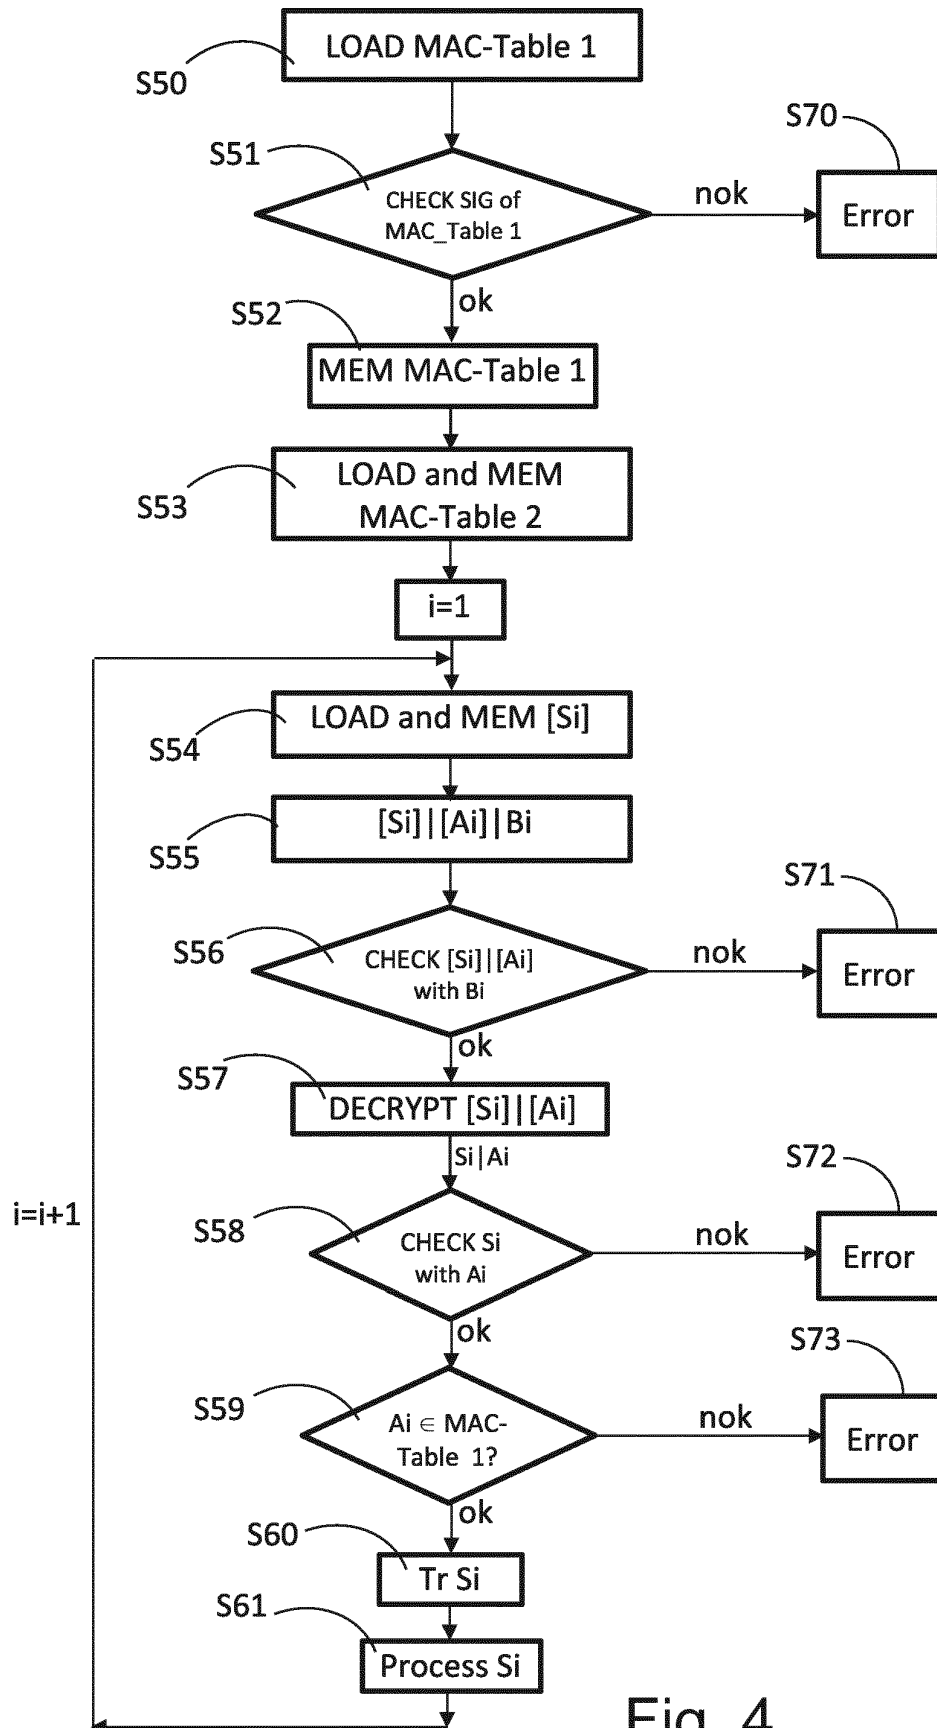 LOAD MAC-Table 1
S50
S70
S51
CHECK SIG of
MAC_Table 1
nok
Error
ok
S52
MEM MAC-Table 1
LOAD and MEM
MAC-Table 2
S53
i=1
LOAD and MEM [Si]
S54
[Si]|[Ai]|Bi
S55
S71
S56
CHECK [Si]|[Ai]
with Bi
nok
Error
ok
S57
DECRYPT [Si]|[Ai]
Si|Ai
S72
i=i+1
S58
CHECK Si
with Ai
nok
Error
ok
S73
S59
Ai ∈ MAC-
Table 1?
nok
Error
ok
S60
Tr Si
S61
Process Si
Fig. 4